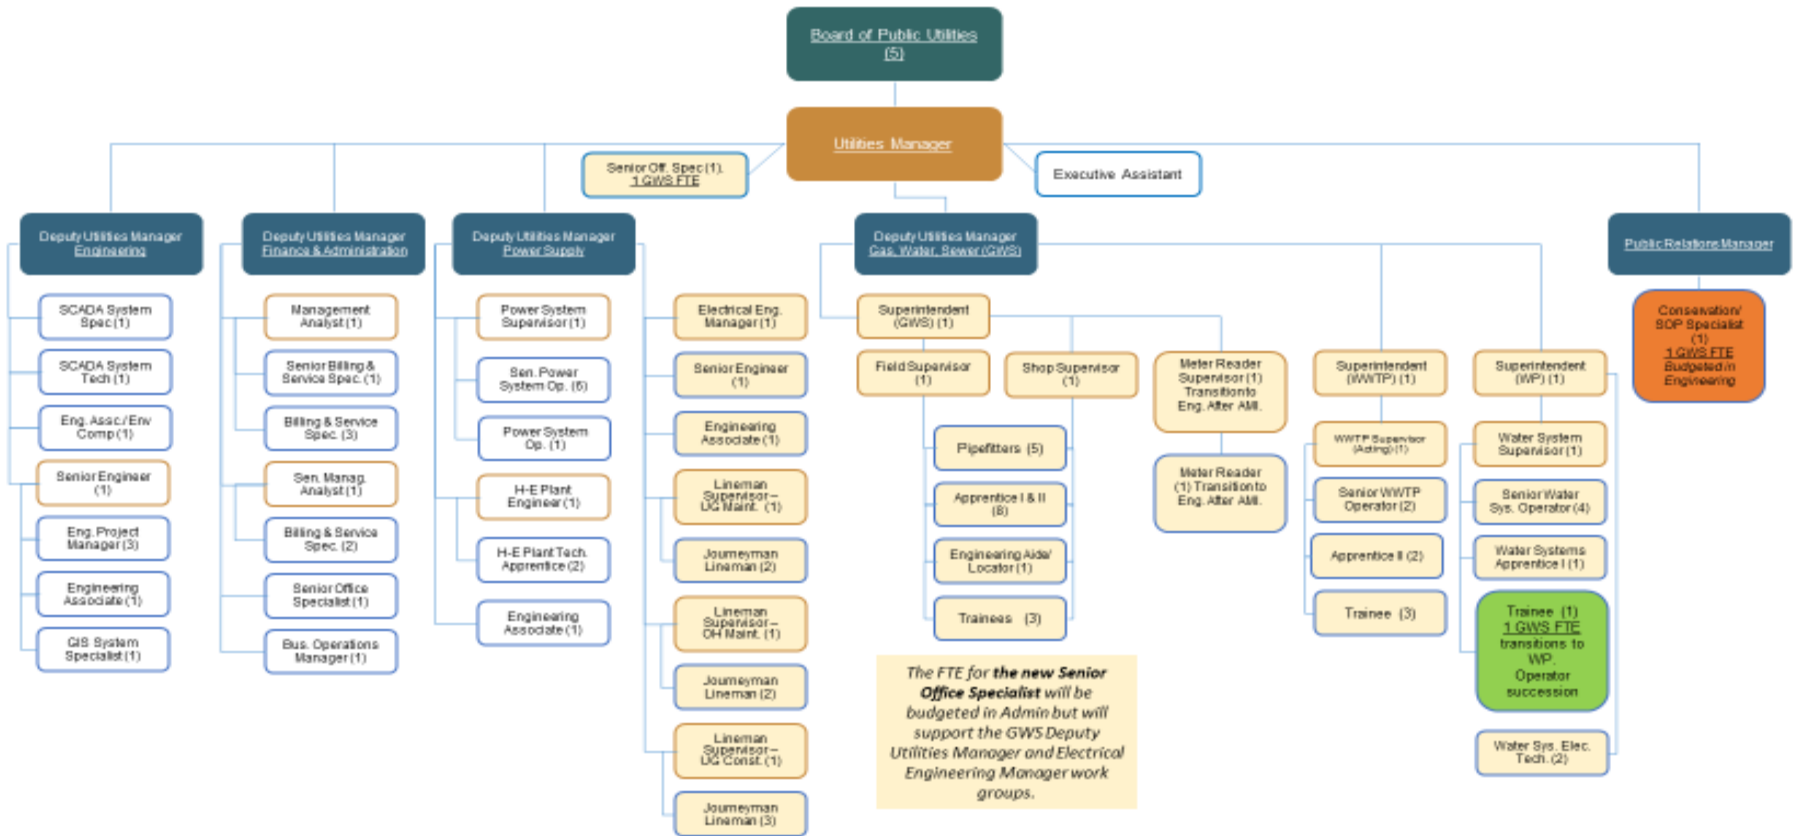 Board of Public Utilities
(5)
Utilities Manager
Senior Off. Spec (1).
1 GWS FTE
Executive Assistant
Deputy Utilities Manager
Engineering
SCADA System
Spec (1)
SCADA System
Tech (1)
Eng. Assc./ Env
Comp (1)
Senior Engineer
(1)
Eng. Project
Manager (3)
Engineering
Associate (1)
GIS System
Specialist (1)
Deputy Utilities Manager
Finance & Administration
Management
Analyst (1)
Senior Billing &
Service Spec. (1)
Billing & Service
Spec. (3)
Sen. Manag.
Analyst (1)
Billing & Service
Spec. (2)
Senior Office
Specialist (1)
Bus. Operations
Manager (1)
Deputy Utilities Manager
Power Supply
Power System
Supervisor (1)
Sen. Power
System Op. (6)
Power System
Op. (1)
H-E Plant
Engineer (1)
H-E Plant Tech.
Apprentice (2)
Engineering
Associate (1)
Electrical Eng.
Manager (1)
Senior Engineer
(1)
Engineering
Associate (1)
Lineman
Supervisor –
UG Maint. (1)
Journeyman
Lineman (2)
Lineman
Supervisor –
OH Maint. (1)
Journeyman
Lineman (2)
Lineman
Supervisor –
UG Const. (1)
Journeyman
Lineman (3)
Deputy Utilities Manager
Gas, Water, Sewer (GWS)
Superintendent
(GWS) (1)
Field Supervisor
(1)
Shop Supervisor
(1)
Pipefitters (5)
Apprentice I & II
(8)
Engineering Aide/
Locator (1)
Trainees (3)
Meter Reader
Supervisor (1)
Transition to
Eng. After AMI.
Meter Reader
(1) Transition to
Eng. After AMI.
Superintendent
(WWTP) (1)
WWTP Supervisor
(Acting) (1)
Senior WWTP
Operator (2)
Apprentice II (2)
Trainee (3)
Superintendent
(WP) (1)
Water System
Supervisor (1)
Senior Water
Sys. Operator (4)
Water Systems
Apprentice I (1)
Trainee (1)
1 GWS FTE
transitions to
WP.
Operator
succession
Water Sys. Elec.
Tech. (2)
Public Relations Manager
Conservation/
SOP Specialist
(1)
1 GWS FTE
Budgeted in
Engineering
The FTE for the new Senior
Office Specialist will be
budgeted in Admin but will
support the GWS Deputy
Utilities Manager and Electrical
Engineering Manager work
groups.